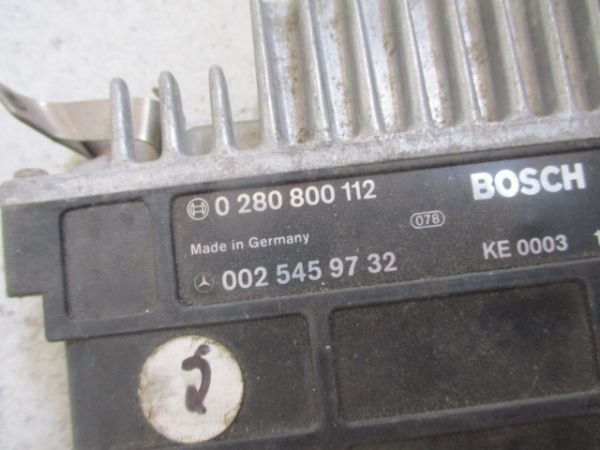 0 280 800 112
BOSCH
078
Made in Germany
002 545 97 32
KE 0003